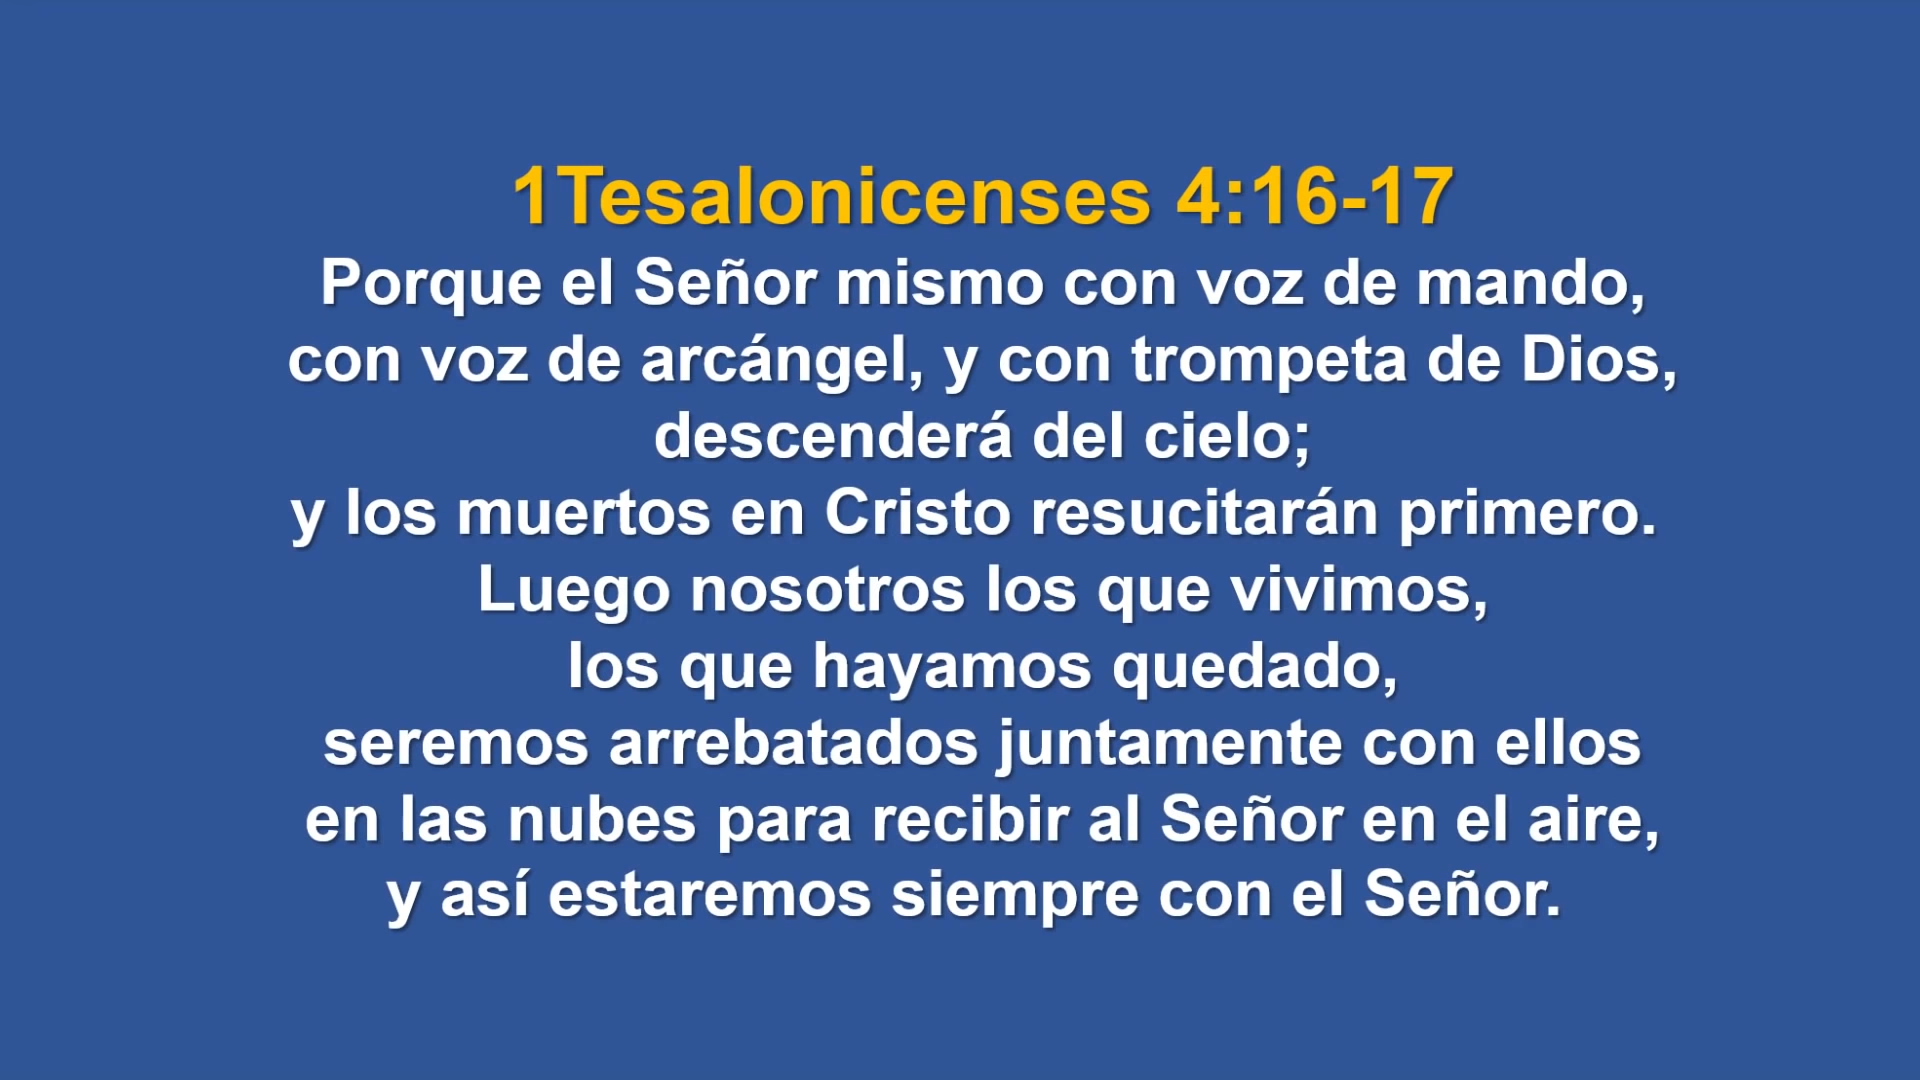 1Tesalonicenses 4:16-17
Porque el Señor mismo con voz de mando,
con voz de arcángel, y con trompeta de Dios,
descenderá del cielo;
y los muertos en Cristo resucitarán primero.
Luego nosotros los que vivimos,
los que hayamos quedado,
seremos arrebatados juntamente con ellos
en las nubes para recibir al Señor en el aire,
y así estaremos siempre con el Señor.